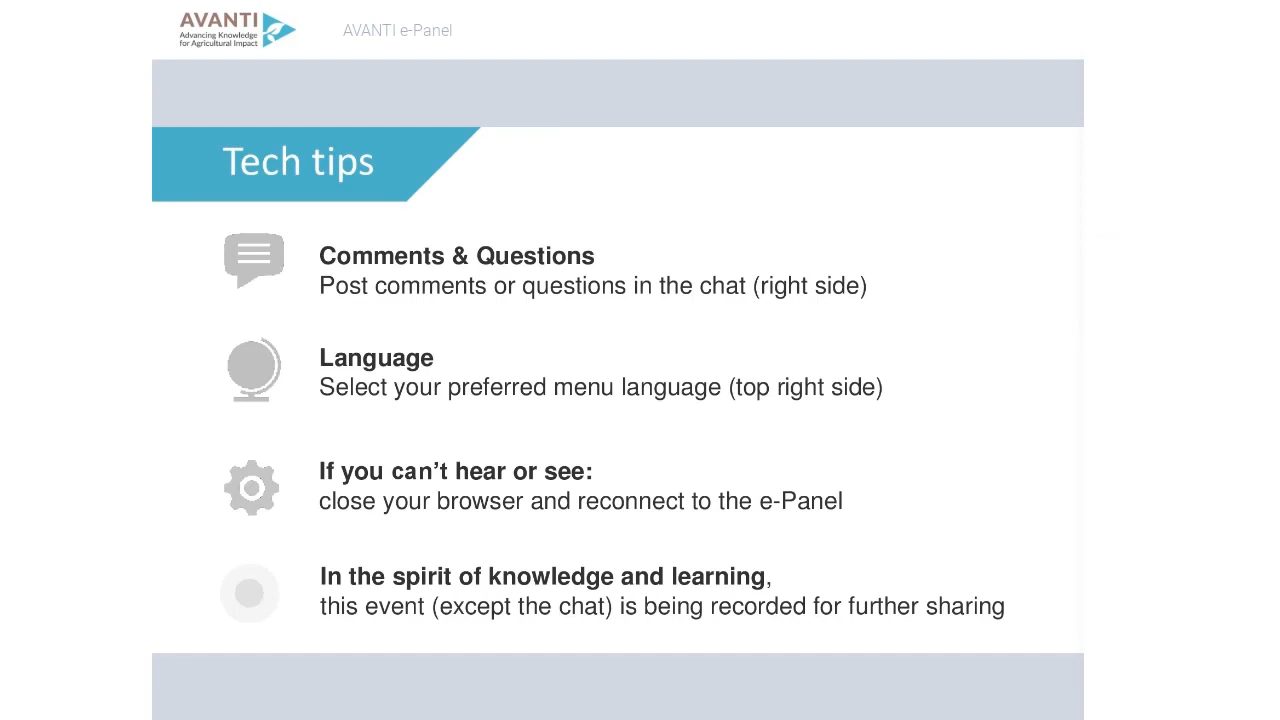 AVANTI
Advancing Knowledge
for Agricultural Impact
AVANTI e-Panel
Tech tips
Comments & Questions
Post comments or questions in the chat (right side)
Language
Select your preferred menu language (top right side)
If you can’t hear or see:
close your browser and reconnect to the e-Panel
In the spirit of knowledge and learning,
this event (except the chat) is being recorded for further sharing